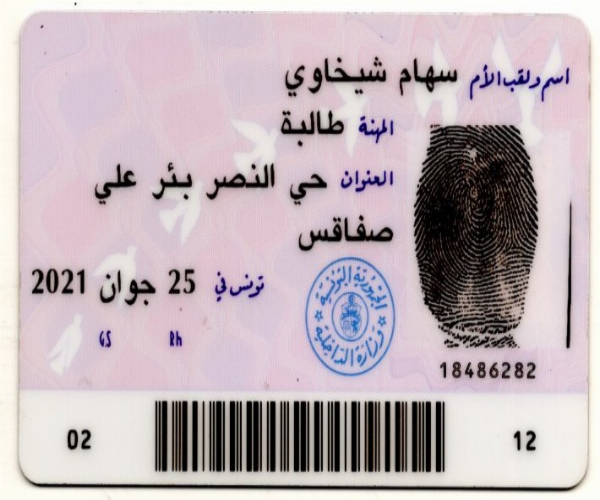 اسم ولقب الأم سهام شيخاوي
المهنة طالبة
العنوان حي النصر بئر علي
صفاقس
تونس في 25 جوان 2021
GS Rh
الجمهورية التونسية
وزارة الداخلية
18486282
02 12